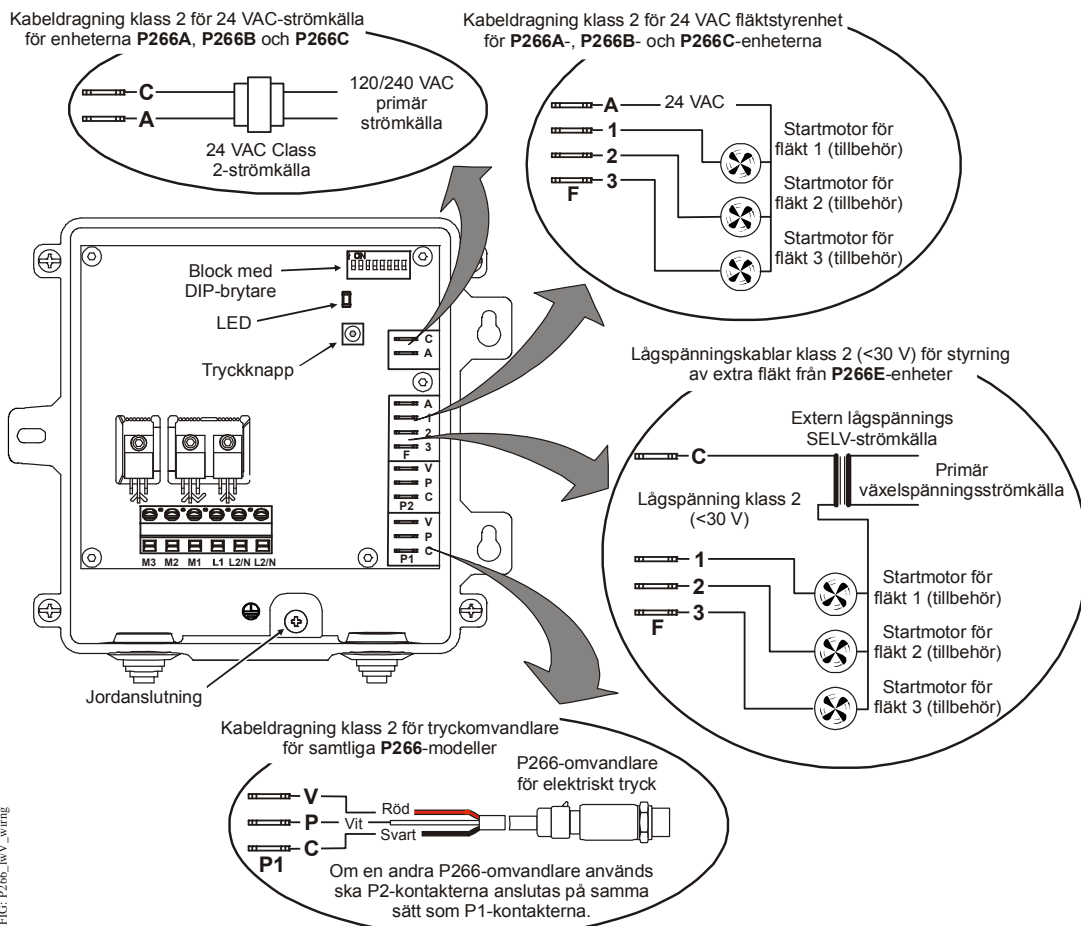 Kabeldragning klass 2 för 24 VAC-strömkälla
för enheterna P266A, P266B och P266C
C
A
120/240 VAC
primär
strömkälla
24 VAC Class
2-strömkälla
Kabeldragning klass 2 för 24 VAC fläktstyrenhet
för P266A-, P266B- och P266C-enheterna
A
24 VAC
1
2
3
F
Startmotor för
fläkt 1 (tillbehör)
Startmotor för
fläkt 2 (tillbehör)
Startmotor för
fläkt 3 (tillbehör)
ON
Block med
DIP-brytare
LED
Tryckknapp
C
A
A
1
2
3
F
V
P
C
P2
V
P
C
P1
M3 M2 M1 L1 L2/N L2/N
Jordanslutning
Lågspänningskablar klass 2 (<30 V) för styrning
av extra fläkt från P266E-enheter
Extern lågspännings
SELV-strömkälla
C
Primär
växelspänningsströmkälla
Lågspänning klass 2
(<30 V)
1
2
3
F
Startmotor för
fläkt 1 (tillbehör)
Startmotor för
fläkt 2 (tillbehör)
Startmotor för
fläkt 3 (tillbehör)
Kabeldragning klass 2 för tryckomvandlare
för samtliga P266-modeller
P266-omvandlare
för elektriskt tryck
V
Röd
P
Vit
Svart
C
P1
Om en andra P266-omvandlare används
ska P2-kontakterna anslutas på samma
sätt som P1-kontakterna.
FIG: P266_lwV_wirng